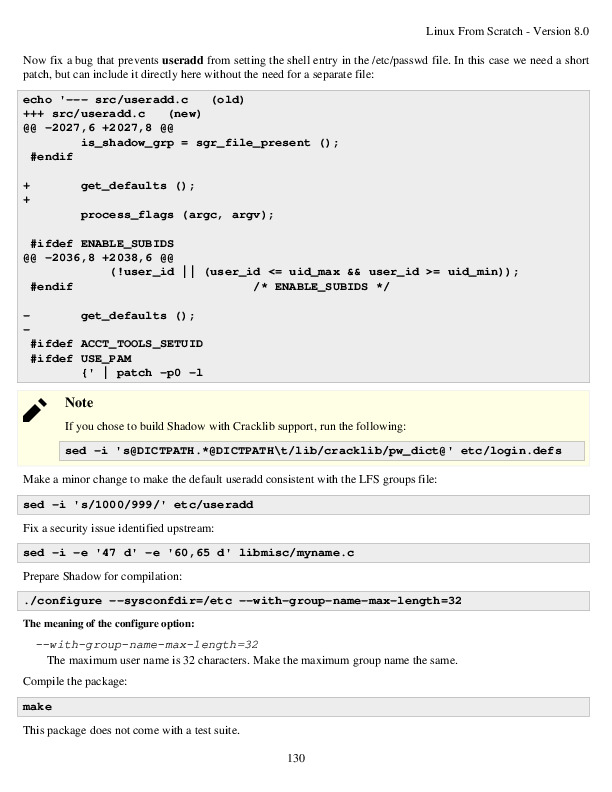 Linux From Scratch - Version 8.0
Now fix a bug that prevents useradd from setting the shell entry in the /etc/passwd file. In this case we need a short
patch, but can include it directly here without the need for a separate file:
echo '--- src/useradd.c   (old)
+++ src/useradd.c   (new)
@@ -2027,6 +2027,8 @@
        is_shadow_grp = sgr_file_present ();
 #endif
+       get_defaults ();
+
        process_flags (argc, argv);
 #ifdef ENABLE_SUBIDS
@@ -2036,8 +2038,6 @@
            (!user_id || (user_id <= uid_max && user_id >= uid_min));
 #endif                         /* ENABLE_SUBIDS */
-       get_defaults ();
-
 #ifdef ACCT_TOOLS_SETUID
 #ifdef USE_PAM
        {' | patch -p0 -l
Note
If you chose to build Shadow with Cracklib support, run the following:
sed -i 's@DICTPATH.*@DICTPATH\t/lib/cracklib/pw_dict@' etc/login.defs
Make a minor change to make the default useradd consistent with the LFS groups file:
sed -i 's/1000/999/' etc/useradd
Fix a security issue identified upstream:
sed -i -e '47 d' -e '60,65 d' libmisc/myname.c
Prepare Shadow for compilation:
./configure --sysconfdir=/etc --with-group-name-max-length=32
The meaning of the configure option:
--with-group-name-max-length=32
The maximum user name is 32 characters. Make the maximum group name the same.
Compile the package:
make
This package does not come with a test suite.
130